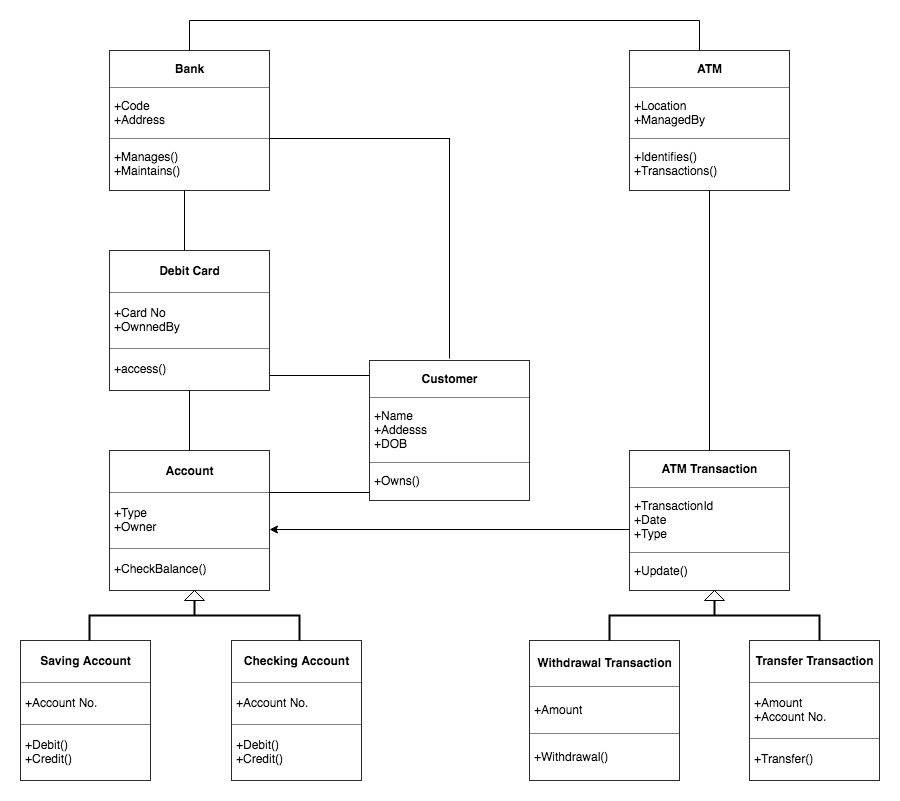 Bank
+Code
+Address
+Manages()
+Maintains()
ATM
+Location
+ManagedBy
+Identifies()
+Transactions()
Debit Card
+Card No
+OwnnedBy
+access()
Customer
+Name
+Addesss
+DOB
+Owns()
Account
+Type
+Owner
+CheckBalance()
ATM Transaction
+TransactionId
+Date
+Type
+Update()
Saving Account
+Account No.
+Debit()
+Credit()
Checking Account
+Account No.
+Debit()
+Credit()
Withdrawal Transaction
+Amount
+Withdrawal()
Transfer Transaction
+Amount
+Account No.
+Transfer()